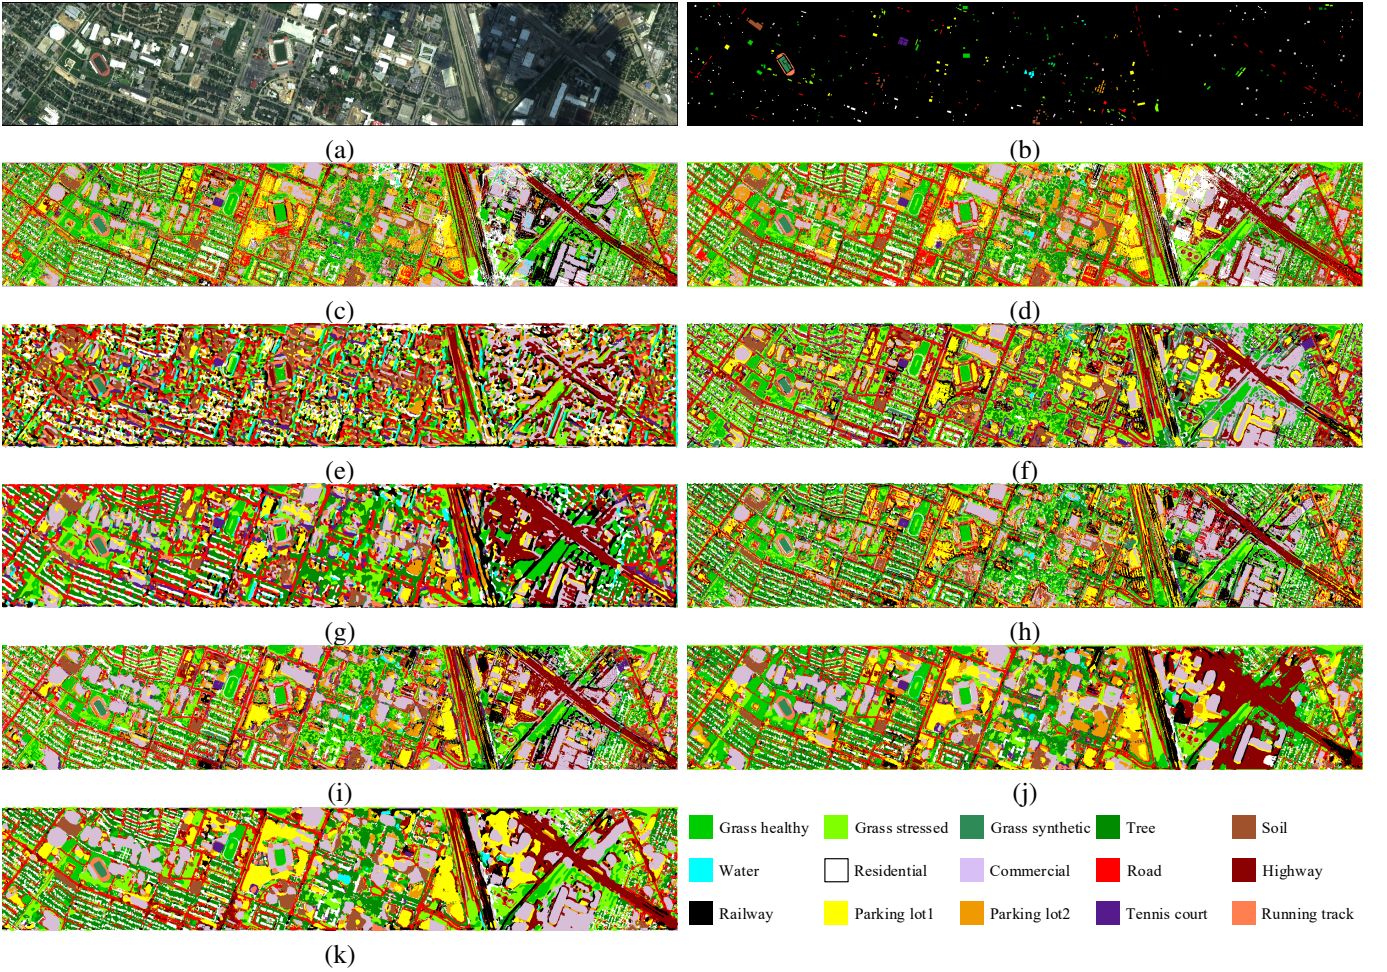 (a)
(b)
(c)
(d)
(e)
(f)
(g)
(h)
(i)
(j)
Grass healthy Grass stressed Grass synthetic Tree Soil
Water Residential Commercial Road Highway
Railway Parking lot1 Parking lot2 Tennis court Running track
(k)